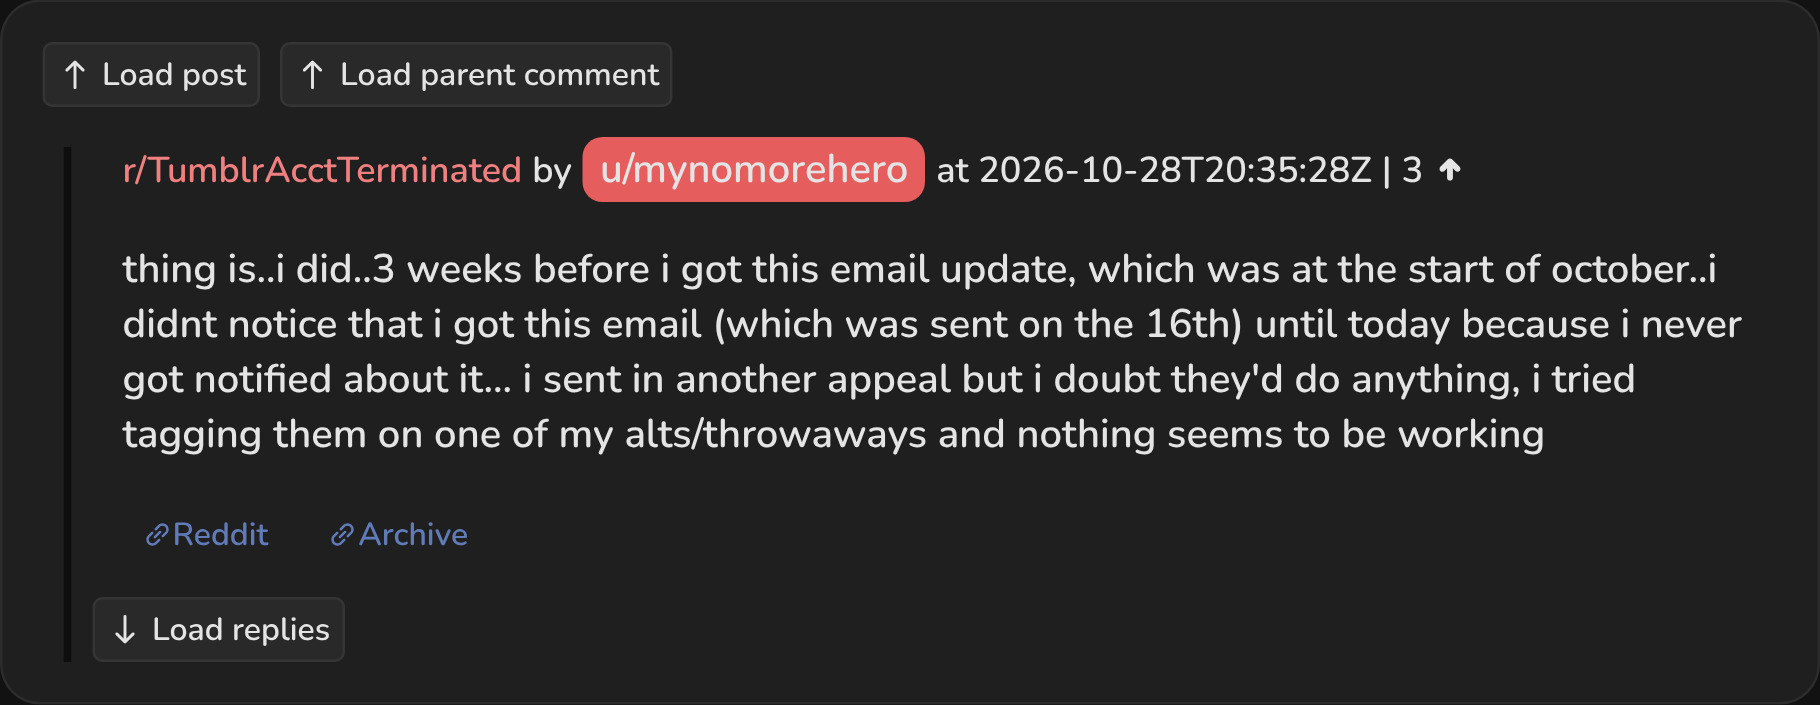 ↑ Load post ↑ Load parent comment
r/TumblrAcctTerminated by u/mynomorehero at 2026-10-28T20:35:28Z | 3 ↑
thing is..i did..3 weeks before i got this email update, which was at the start of october..i
didnt notice that i got this email (which was sent on the 16th) until today because i never
got notified about it... i sent in another appeal but i doubt they'd do anything, i tried
tagging them on one of my alts/throwaways and nothing seems to be working
Reddit Archive
↓ Load replies